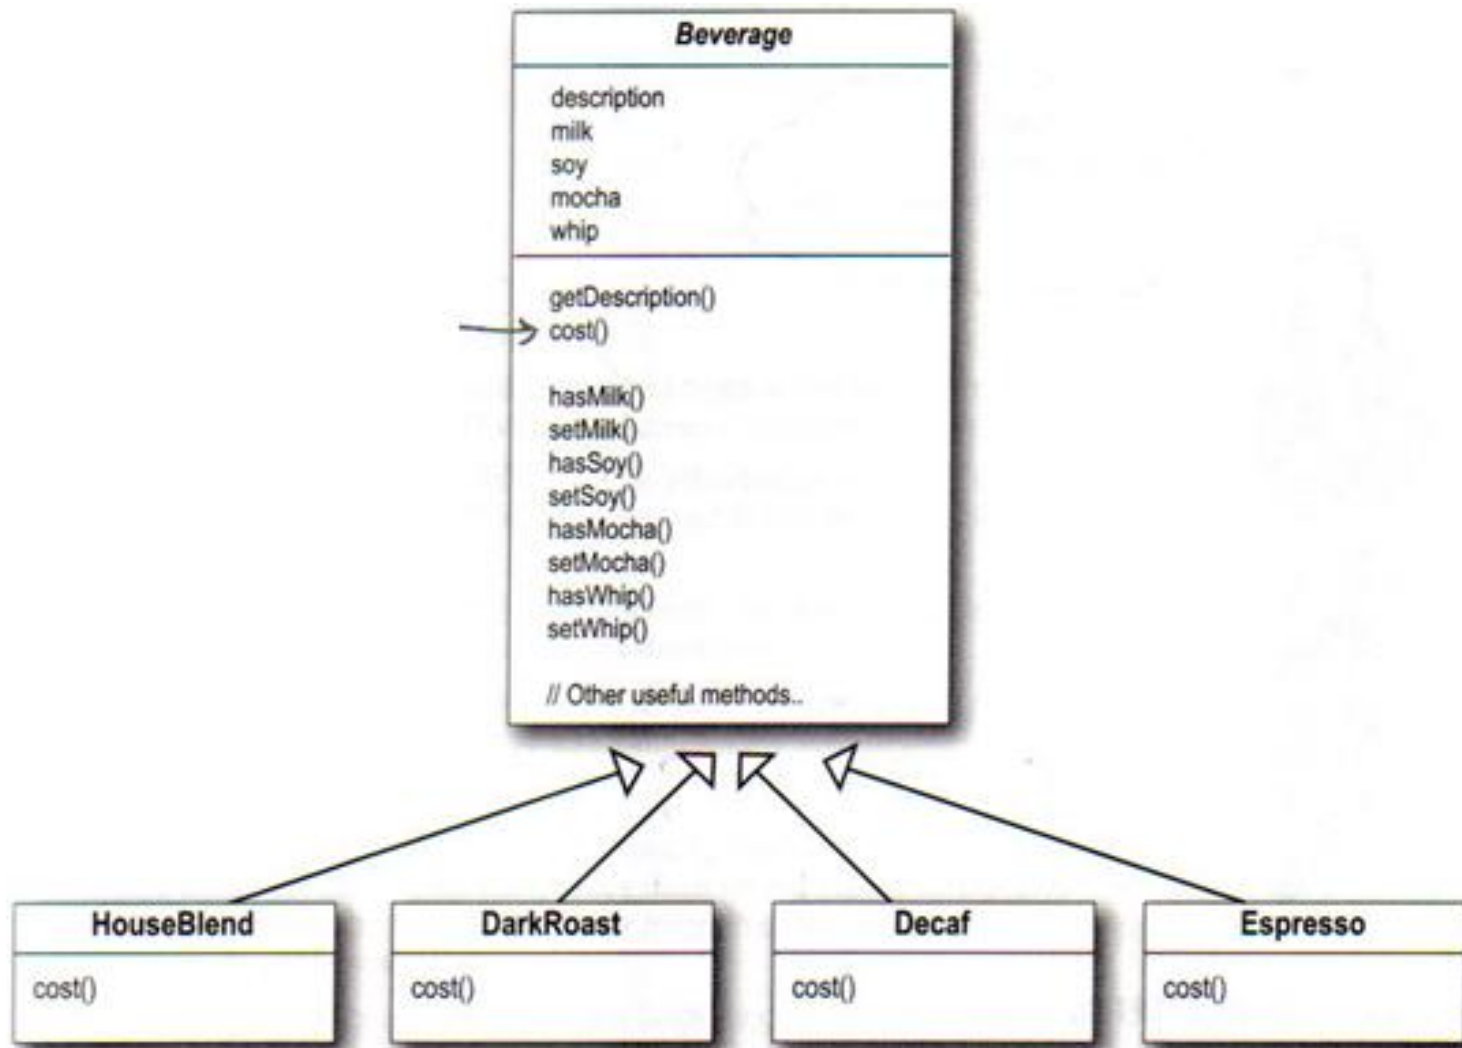 Beverage
description
milk
soy
mocha
whip
getDescription()
cost()
hasMilk()
setMilk()
hasSoy()
setSoy()
hasMocha()
setMocha()
hasWhip()
setWhip()
// Other useful methods..
HouseBlend
DarkRoast
Decaf
Espresso
cost()
cost()
cost()
cost()